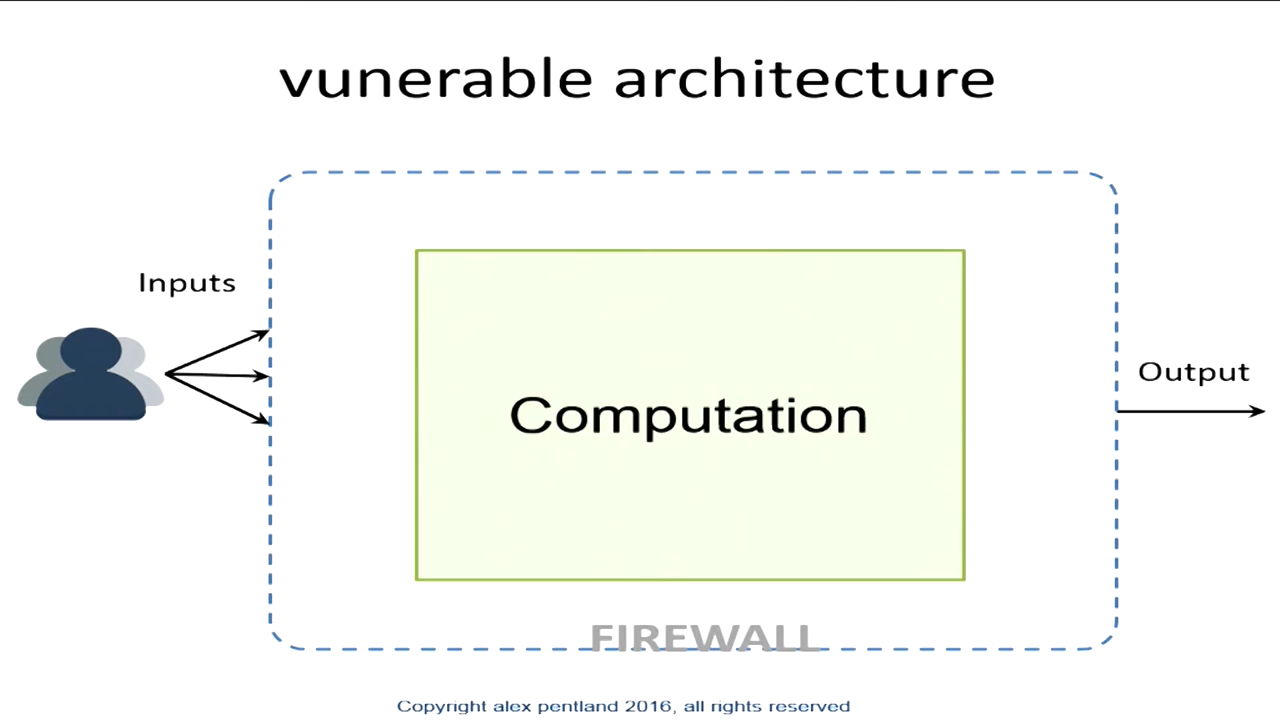 vunerable architecture
Inputs
Output
Computation
FIREWALL
Copyright alex pentland 2016, all rights reserved